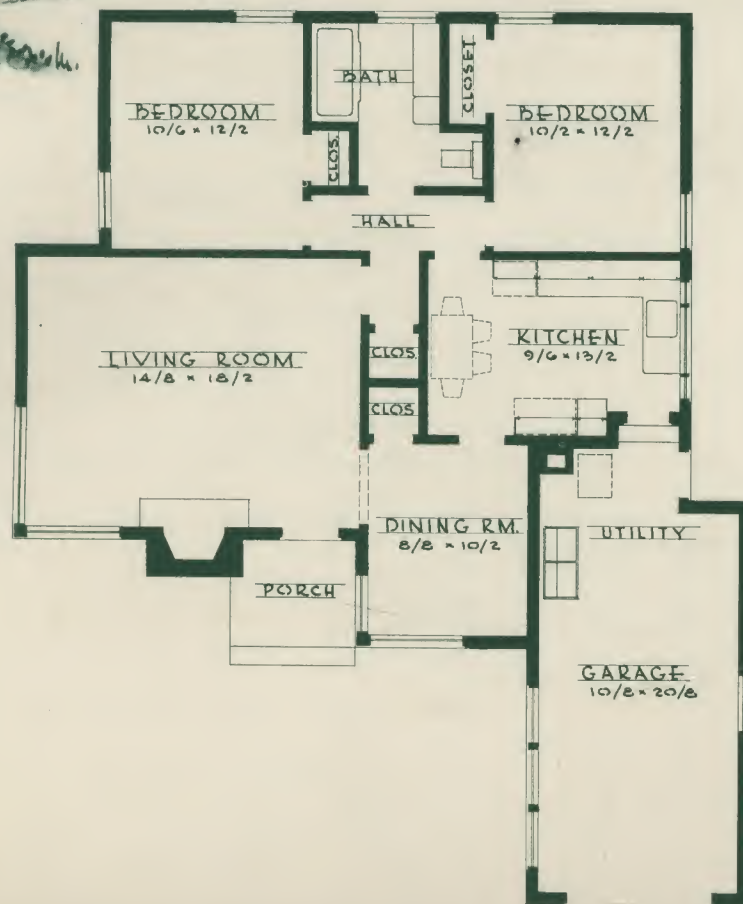 BEDROOM
10/6 x 12/2
BATH
CLOSET
BEDROOM
10/2 x 12/2
CLOS.
HALL
LIVING ROOM
14/8 x 18/2
CLOS
KITCHEN
9/6 x 13/2
CLOS
DINING RM.
8/8 x 10/2
UTILITY
PORCH
GARAGE
10/8 x 20/8